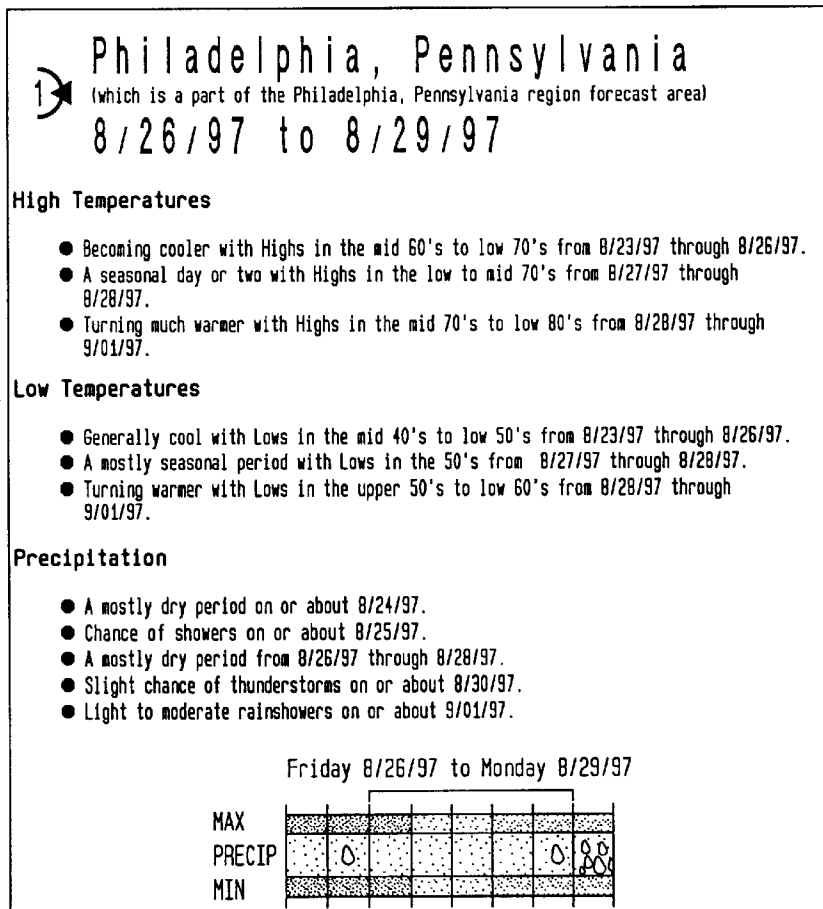 Philadelphia, Pennsylvania
1
(which is a part of the Philadelphia, Pennsylvania region forecast area)
8/26/97 to 8/29/97
High Temperatures
● Becoming cooler with Highs in the mid 60's to low 70's from 8/23/97 through 8/26/97.
● A seasonal day or two with Highs in the low to mid 70's from 8/27/97 through
8/28/97.
● Turning much warmer with Highs in the mid 70's to low 80's from 8/28/97 through
9/01/97.
Low Temperatures
● Generally cool with Lows in the mid 40's to low 50's from 8/23/97 through 8/26/97.
● A mostly seasonal period with Lows in the 50's from 8/27/97 through 8/28/97.
● Turning warmer with Lows in the upper 50's to low 60's from 8/28/97 through
9/01/97.
Precipitation
● A mostly dry period on or about 8/24/97.
● Chance of showers on or about 8/25/97.
● A mostly dry period from 8/26/97 through 8/28/97.
● Slight chance of thunderstorms on or about 8/30/97.
● Light to moderate rainshowers on or about 9/01/97.
Friday 8/26/97 to Monday 8/29/97
MAX
PRECIP
MIN